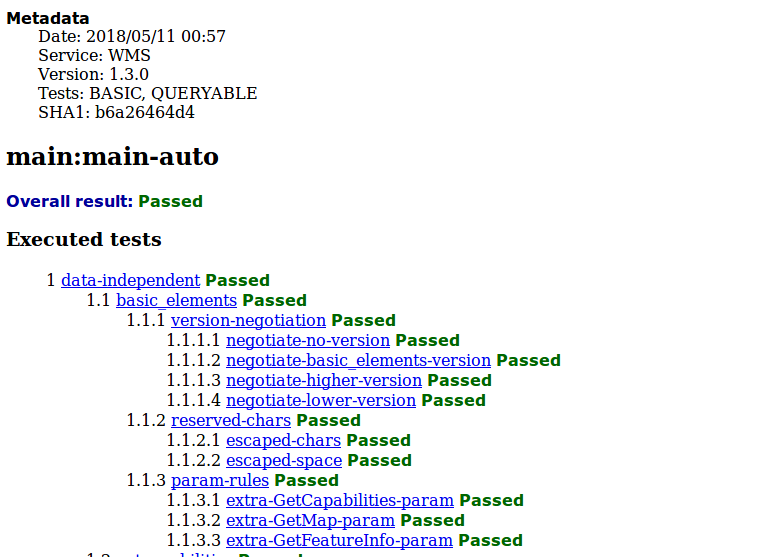 Metadata
Date: 2018/05/11 00:57
Service: WMS
Version: 1.3.0
Tests: BASIC, QUERYABLE
SHA1: b6a26464d4
main:main-auto
Overall result: Passed
Executed tests
1 data-independent Passed
1.1 basic_elements Passed
1.1.1 version-negotiation Passed
1.1.1.1 negotiate-no-version Passed
1.1.1.2 negotiate-basic_elements-version Passed
1.1.1.3 negotiate-higher-version Passed
1.1.1.4 negotiate-lower-version Passed
1.1.2 reserved-chars Passed
1.1.2.1 escaped-chars Passed
1.1.2.2 escaped-space Passed
1.1.3 param-rules Passed
1.1.3.1 extra-GetCapabilities-param Passed
1.1.3.2 extra-GetMap-param Passed
1.1.3.3 extra-GetFeatureInfo-param Passed